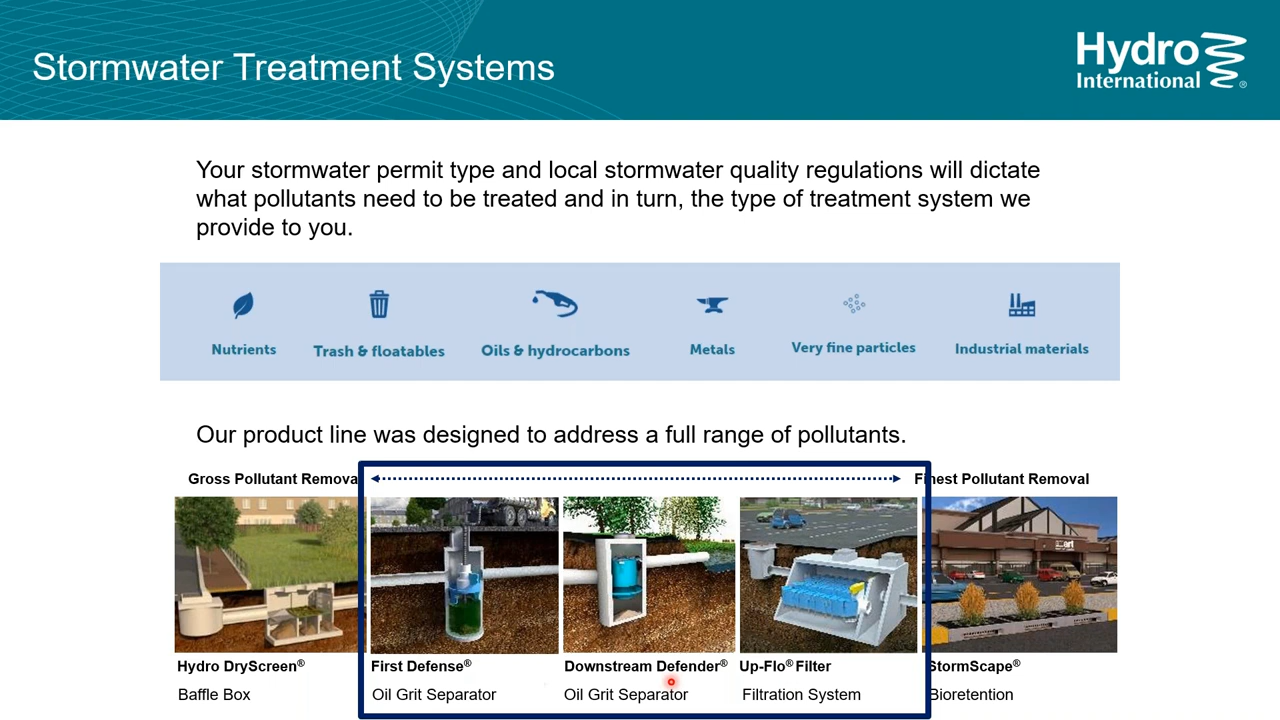 Stormwater Treatment Systems
Hydro
International
®
Your stormwater permit type and local stormwater quality regulations will dictate
what pollutants need to be treated and in turn, the type of treatment system we
provide to you.
Nutrients
Trash & floatables
Oils & hydrocarbons
Metals
Very fine particles
Industrial materials
Our product line was designed to address a full range of pollutants.
Gross Pollutant Remova
Finest Pollutant Removal
Hydro DryScreen®
First Defense®
Downstream Defender®
Up-Flo® Filter
StormScape®
Baffle Box
Oil Grit Separator
Oil Grit Separator
Filtration System
Bioretention